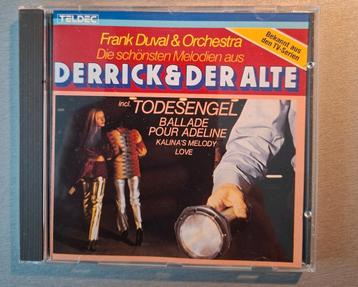 TELDEC
Frank Duval & Orchestra
Die schönsten Melodien aus
Bekannt aus
den TV-Serien
DERRICK & DER ALTE
incl. TODESENGEL
BALLADE
POUR ADELINE
KALINA'S MELODY
LOVE